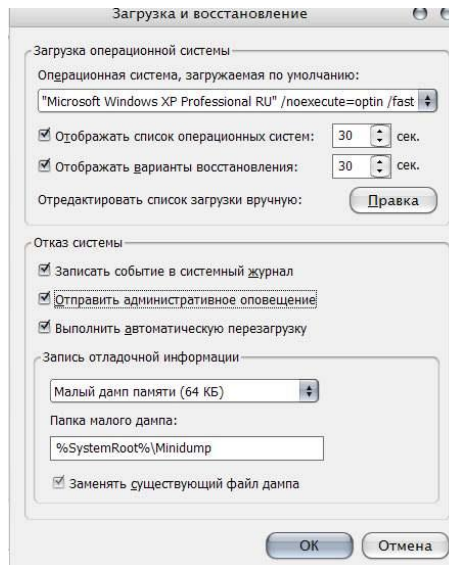 Загрузка и восстановление
Загрузка операционной системы
Операционная система, загружаемая по умолчанию:
"Microsoft Windows XP Professional RU" /noexecute=optin /fast
Отображать список операционных систем: 30 сек.
Отображать варианты восстановления: 30 сек.
Отредактировать список загрузки вручную: Правка
Отказ системы
Записать событие в системный журнал
Отправить административное оповещение
Выполнить автоматическую перезагрузку
Запись отладочной информации
Малый дамп памяти (64 КБ)
Папка малого дампа:
%SystemRoot%\Minidump
Заменять существующий файл дампа
ОК Отмена